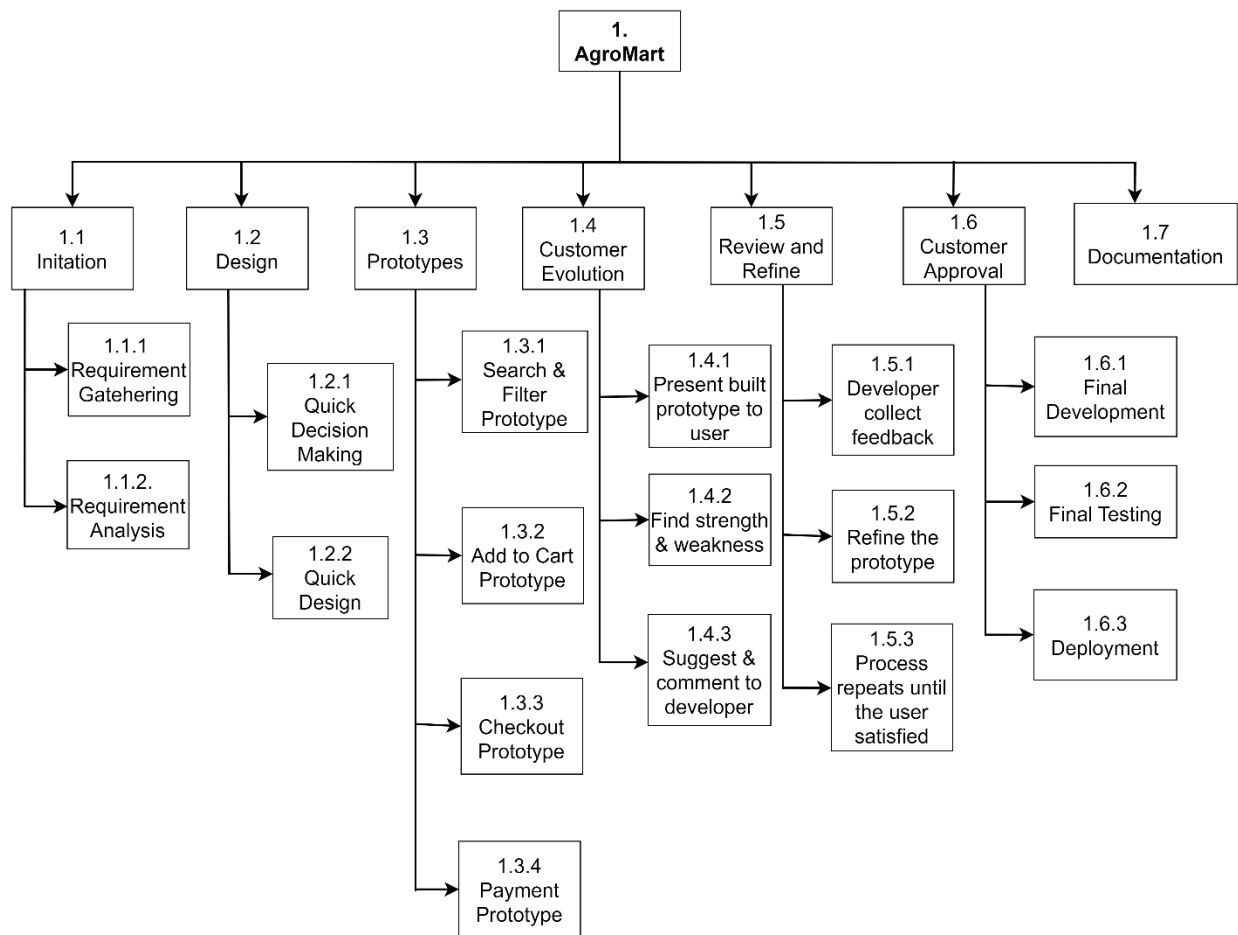 1.
AgroMart
1.1
Initation
1.2
Design
1.3
Prototypes
1.4
Customer
Evolution
1.5
Review and
Refine
1.6
Customer
Approval
1.7
Documentation
1.1.1
Requirement
Gatehering
1.1.2.
Requirement
Analysis
1.2.1
Quick
Decision
Making
1.2.2
Quick
Design
1.3.1
Search &
Filter
Prototype
1.3.2
Add to Cart
Prototype
1.3.3
Checkout
Prototype
1.3.4
Payment
Prototype
1.4.1
Present built
prototype to
user
1.4.2
Find strength
& weakness
1.4.3
Suggest &
comment to
developer
1.5.1
Developer
collect
feedback
1.5.2
Refine the
prototype
1.5.3
Process
repeats until
the user
satisfied
1.6.1
Final
Development
1.6.2
Final Testing
1.6.3
Deployment